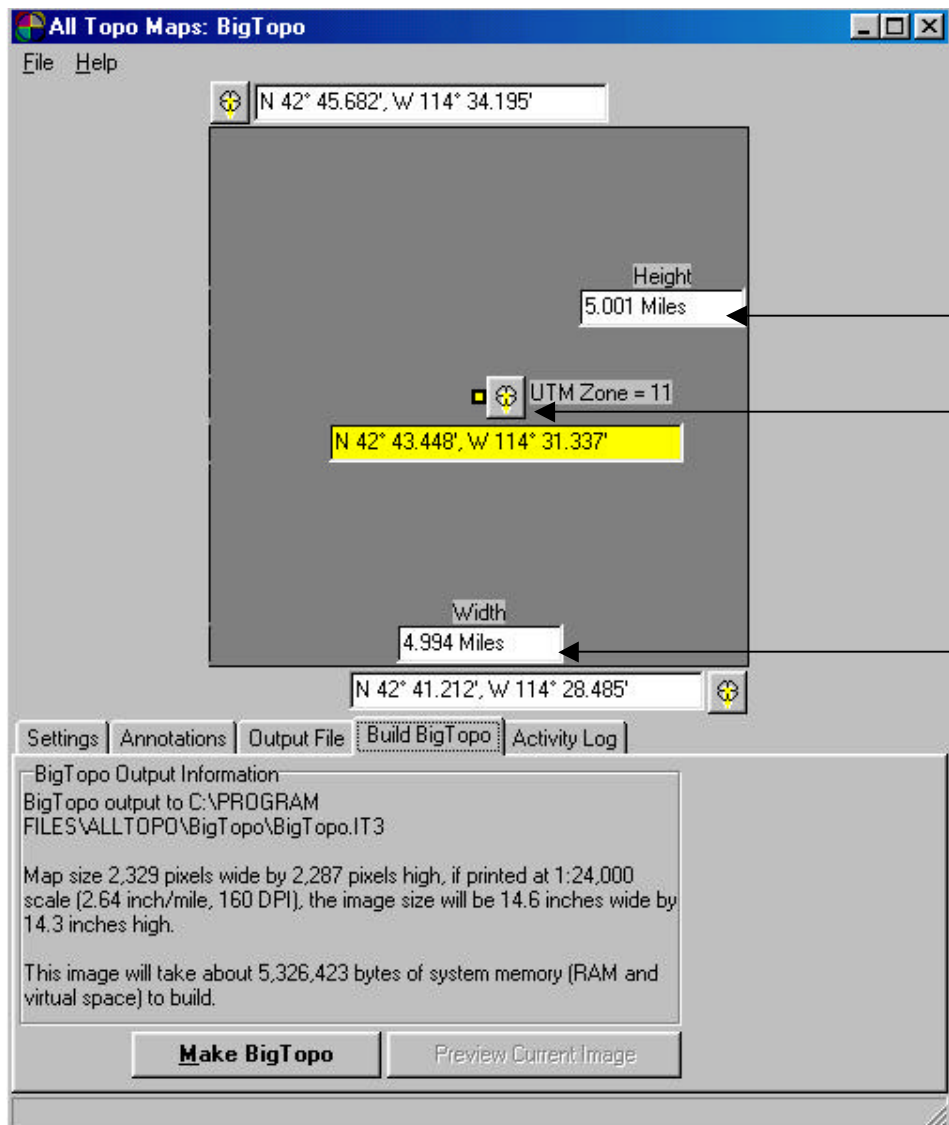 All Topo Maps: BigTopo
File Help
N 42° 45.682', W 114° 34.195'
Height
5.001 Miles
UTM Zone = 11
N 42° 43.448', W 114° 31.337'
Width
4.994 Miles
N 42° 41.212', W 114° 28.485'
Settings Annotations Output File Build BigTopo Activity Log
BigTopo Output Information
BigTopo output to C:\PROGRAM
FILES\ALLTOPO\BigTopo\BigTopo.IT3
Map size 2,329 pixels wide by 2,287 pixels high, if printed at 1:24,000
scale (2.64 inch/mile, 160 DPI), the image size will be 14.6 inches wide by
14.3 inches high.
This image will take about 5,326,423 bytes of system memory (RAM and
virtual space) to build.
Make BigTopo Preview Current Image